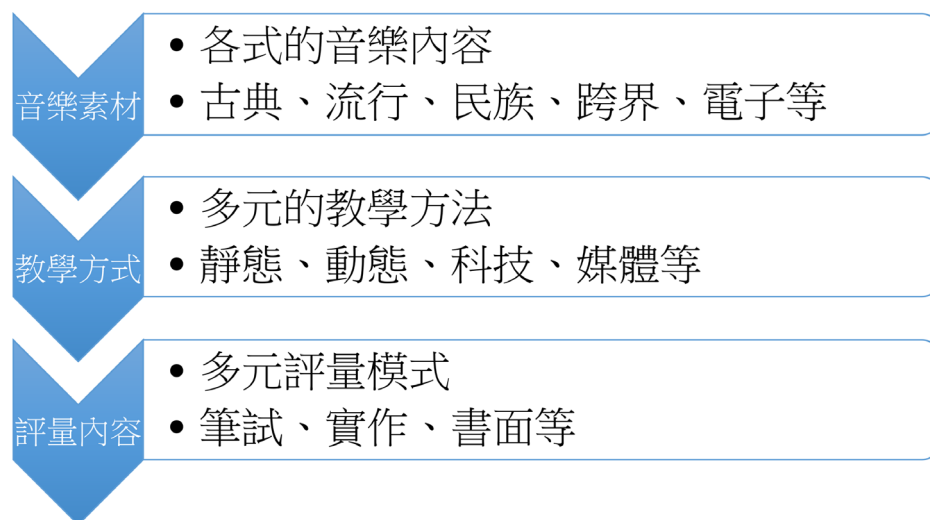 音樂素材
• 各式的音樂內容
• 古典、流行、民族、跨界、電子等
教學方式
• 多元的教學方法
• 靜態、動態、科技、媒體等
評量內容
• 多元評量模式
• 筆試、實作、書面等